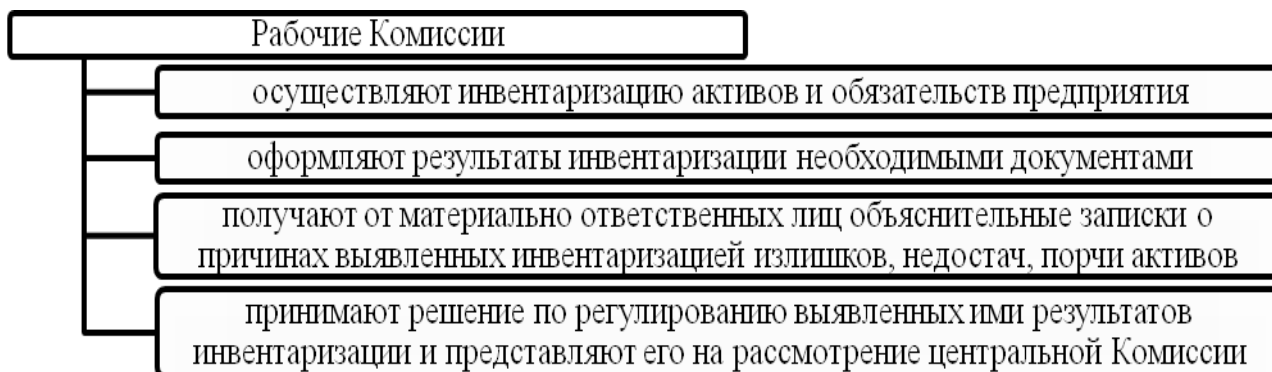 Рабочие Комиссии
осуществляют инвентаризацию активов и обязательств предприятия
оформляют результаты инвентаризации необходимыми документами
получают от материально ответственных лиц объяснительные записки о
причинах выявленных инвентаризацией излишков, недостач, порчи активов
принимают решение по регулированию выявленных ими результатов
инвентаризации и представляют его на рассмотрение центральной Комиссии